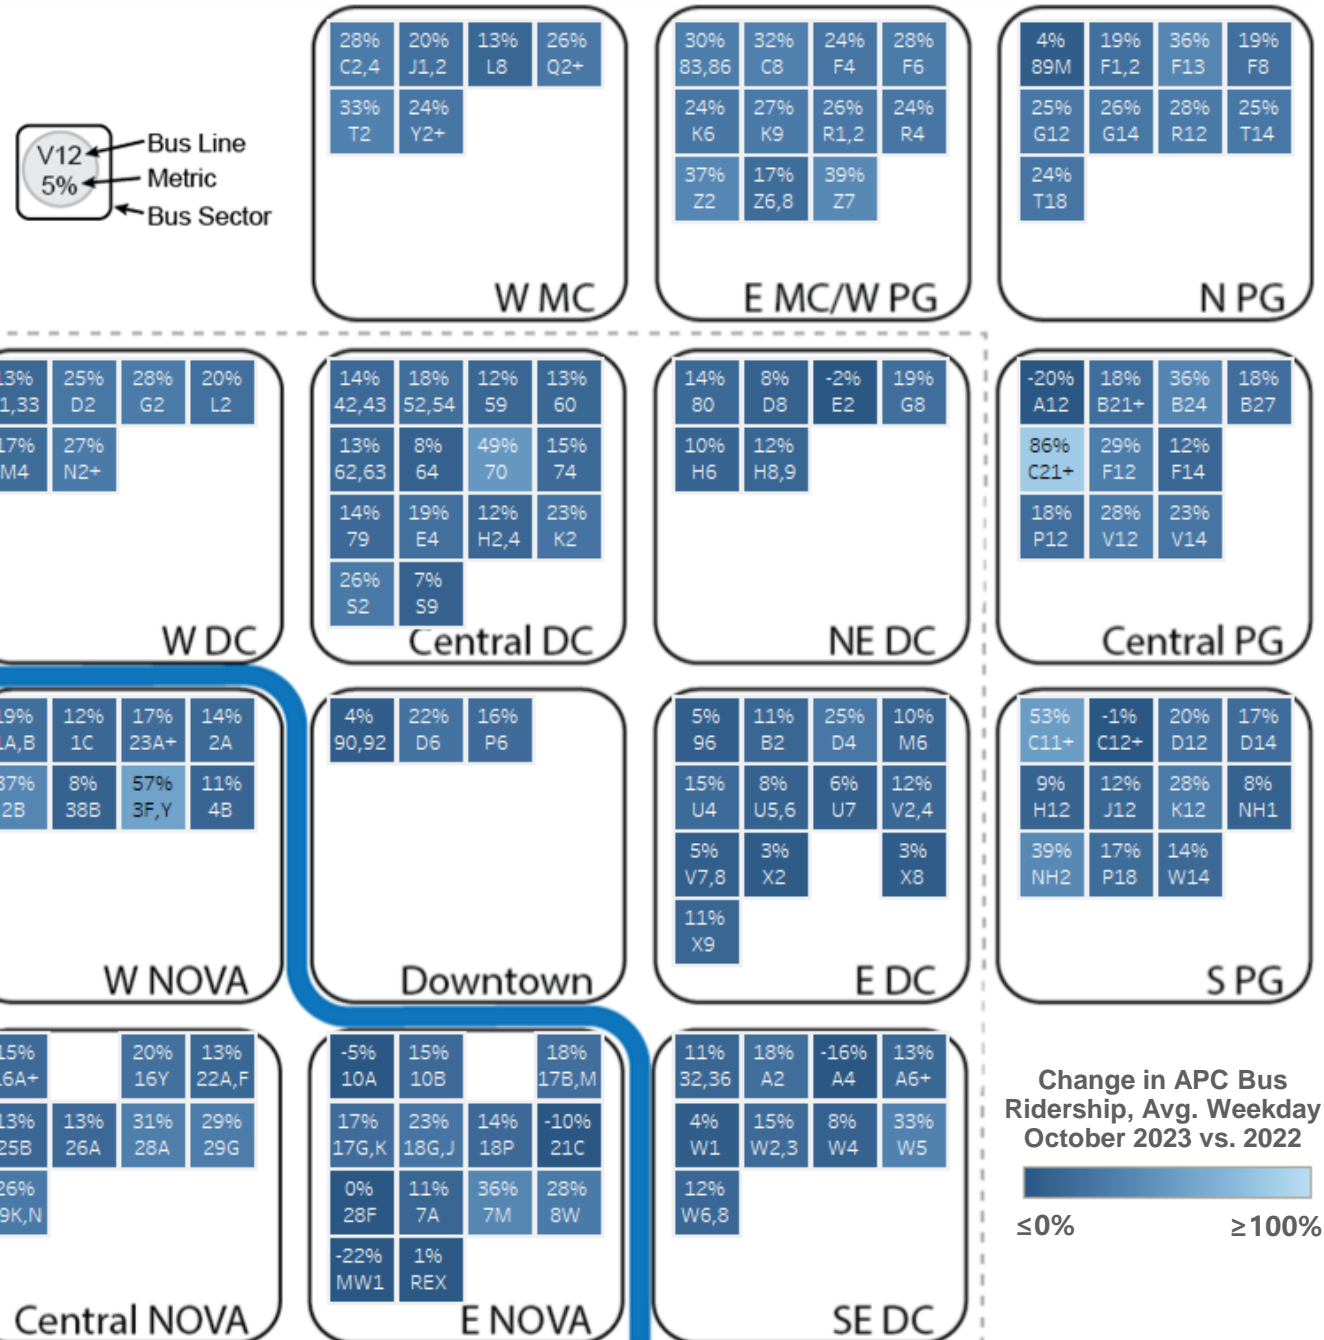 28% 20% 13% 26%
C2,4 J1,2 L8 Q2+
33% 24%
T2 Y2+
W MC
30% 32% 24% 28%
83,86 C8 F4 F6
24% 27% 26% 24%
K6 K9 R1,2 R4
37% 17% 39%
Z2 Z6,8 Z7
E MC/W PG
4% 19% 36% 19%
89M F1,2 F13 F8
25% 26% 28% 25%
G12 G14 R12 T14
24%
T18
N PG
V12
5%
Bus Line
Metric
Bus Sector
13% 25% 28% 20%
1,33 D2 G2 L2
17% 27%
M4 N2+
W DC
14% 18% 12% 13%
42,43 52,54 59 60
13% 8% 49% 15%
62,63 64 70 74
14% 19% 12% 23%
79 E4 H2,4 K2
26% 7%
S2 S9
Central DC
14% 8% -2% 19%
80 D8 E2 G8
10% 12%
H6 H8,9
NE DC
-20% 18% 36% 18%
A12 B21+ B24 B27
86% 29% 12%
C21+ F12 F14
18% 28% 23%
P12 V12 V14
Central PG
19% 12% 17% 14%
1A,B 1C 23A+ 2A
37% 8% 57% 11%
2B 38B 3F,Y 4B
W NOVA
4% 22% 16%
90,92 D6 P6
Downtown
5% 11% 25% 10%
96 B2 D4 M6
15% 8% 6% 12%
U4 U5,6 U7 V2,4
5% 3% 3%
V7,8 X2 X8
11%
X9
E DC
53% -1% 20% 17%
C11+ C12+ D12 D14
9% 12% 28% 8%
H12 J12 K12 NH1
39% 17% 14%
NH2 P18 W14
S PG
15% 20% 13%
16A+ 16Y 22A,F
13% 13% 31% 29%
25B 26A 28A 29G
26%
9K,N
Central NOVA
-5% 15% 18%
10A 10B 17B,M
17% 23% 14% -10%
17G,K 18G,J 18P 21C
0% 11% 36% 28%
28F 7A 7M 8W
-22% 1%
MW1 REX
E NOVA
11% 18% -16% 13%
32,36 A2 A4 A6+
4% 15% 8% 33%
W1 W2,3 W4 W5
12%
W6,8
SE DC
Change in APC Bus
Ridership, Avg. Weekday
October 2023 vs. 2022
≤0% ≥100%